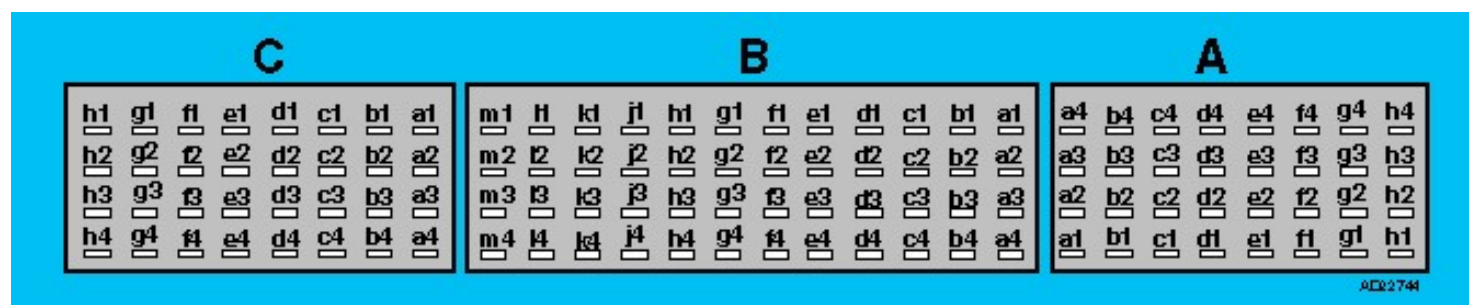 C B A
h1 g1 f1 e1 d1 c1 b1 a1 m1 l1 k1 j1 h1 g1 f1 e1 d1 c1 b1 a1 a4 b4 c4 d4 e4 f4 g4 h4
h2 g2 f2 e2 d2 c2 b2 a2 m2 l2 k2 j2 h2 g2 f2 e2 d2 c2 b2 a2 a3 b3 c3 d3 e3 f3 g3 h3
h3 g3 f3 e3 d3 c3 b3 a3 m3 l3 k3 j3 h3 g3 f3 e3 d3 c3 b3 a3 a2 b2 c2 d2 e2 f2 g2 h2
h4 g4 f4 e4 d4 c4 b4 a4 m4 l4 k4 j4 h4 g4 f4 e4 d4 c4 b4 a4 a1 b1 c1 d1 e1 f1 g1 h1